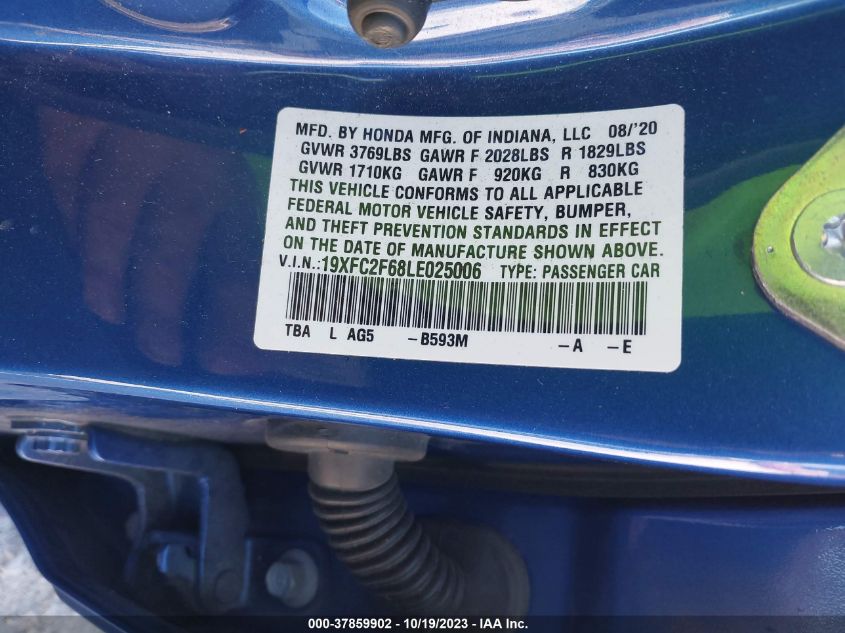 MFD. BY HONDA MFG. OF INDIANA, LLC 08/'20
GVWR 3769LBS GAWR F 2028LBS R 1829LBS
GVWR 1710KG GAWR F 920KG R 830KG
THIS VEHICLE CONFORMS TO ALL APPLICABLE
FEDERAL MOTOR VEHICLE SAFETY, BUMPER,
AND THEFT PREVENTION STANDARDS IN EFFECT
ON THE DATE OF MANUFACTURE SHOWN ABOVE.
V.I.N.:19XFC2F68LE025006 TYPE: PASSENGER CAR
TBA L AG5 -B593M -A -E
000-37859902 - 10/19/2023 - IAA Inc.